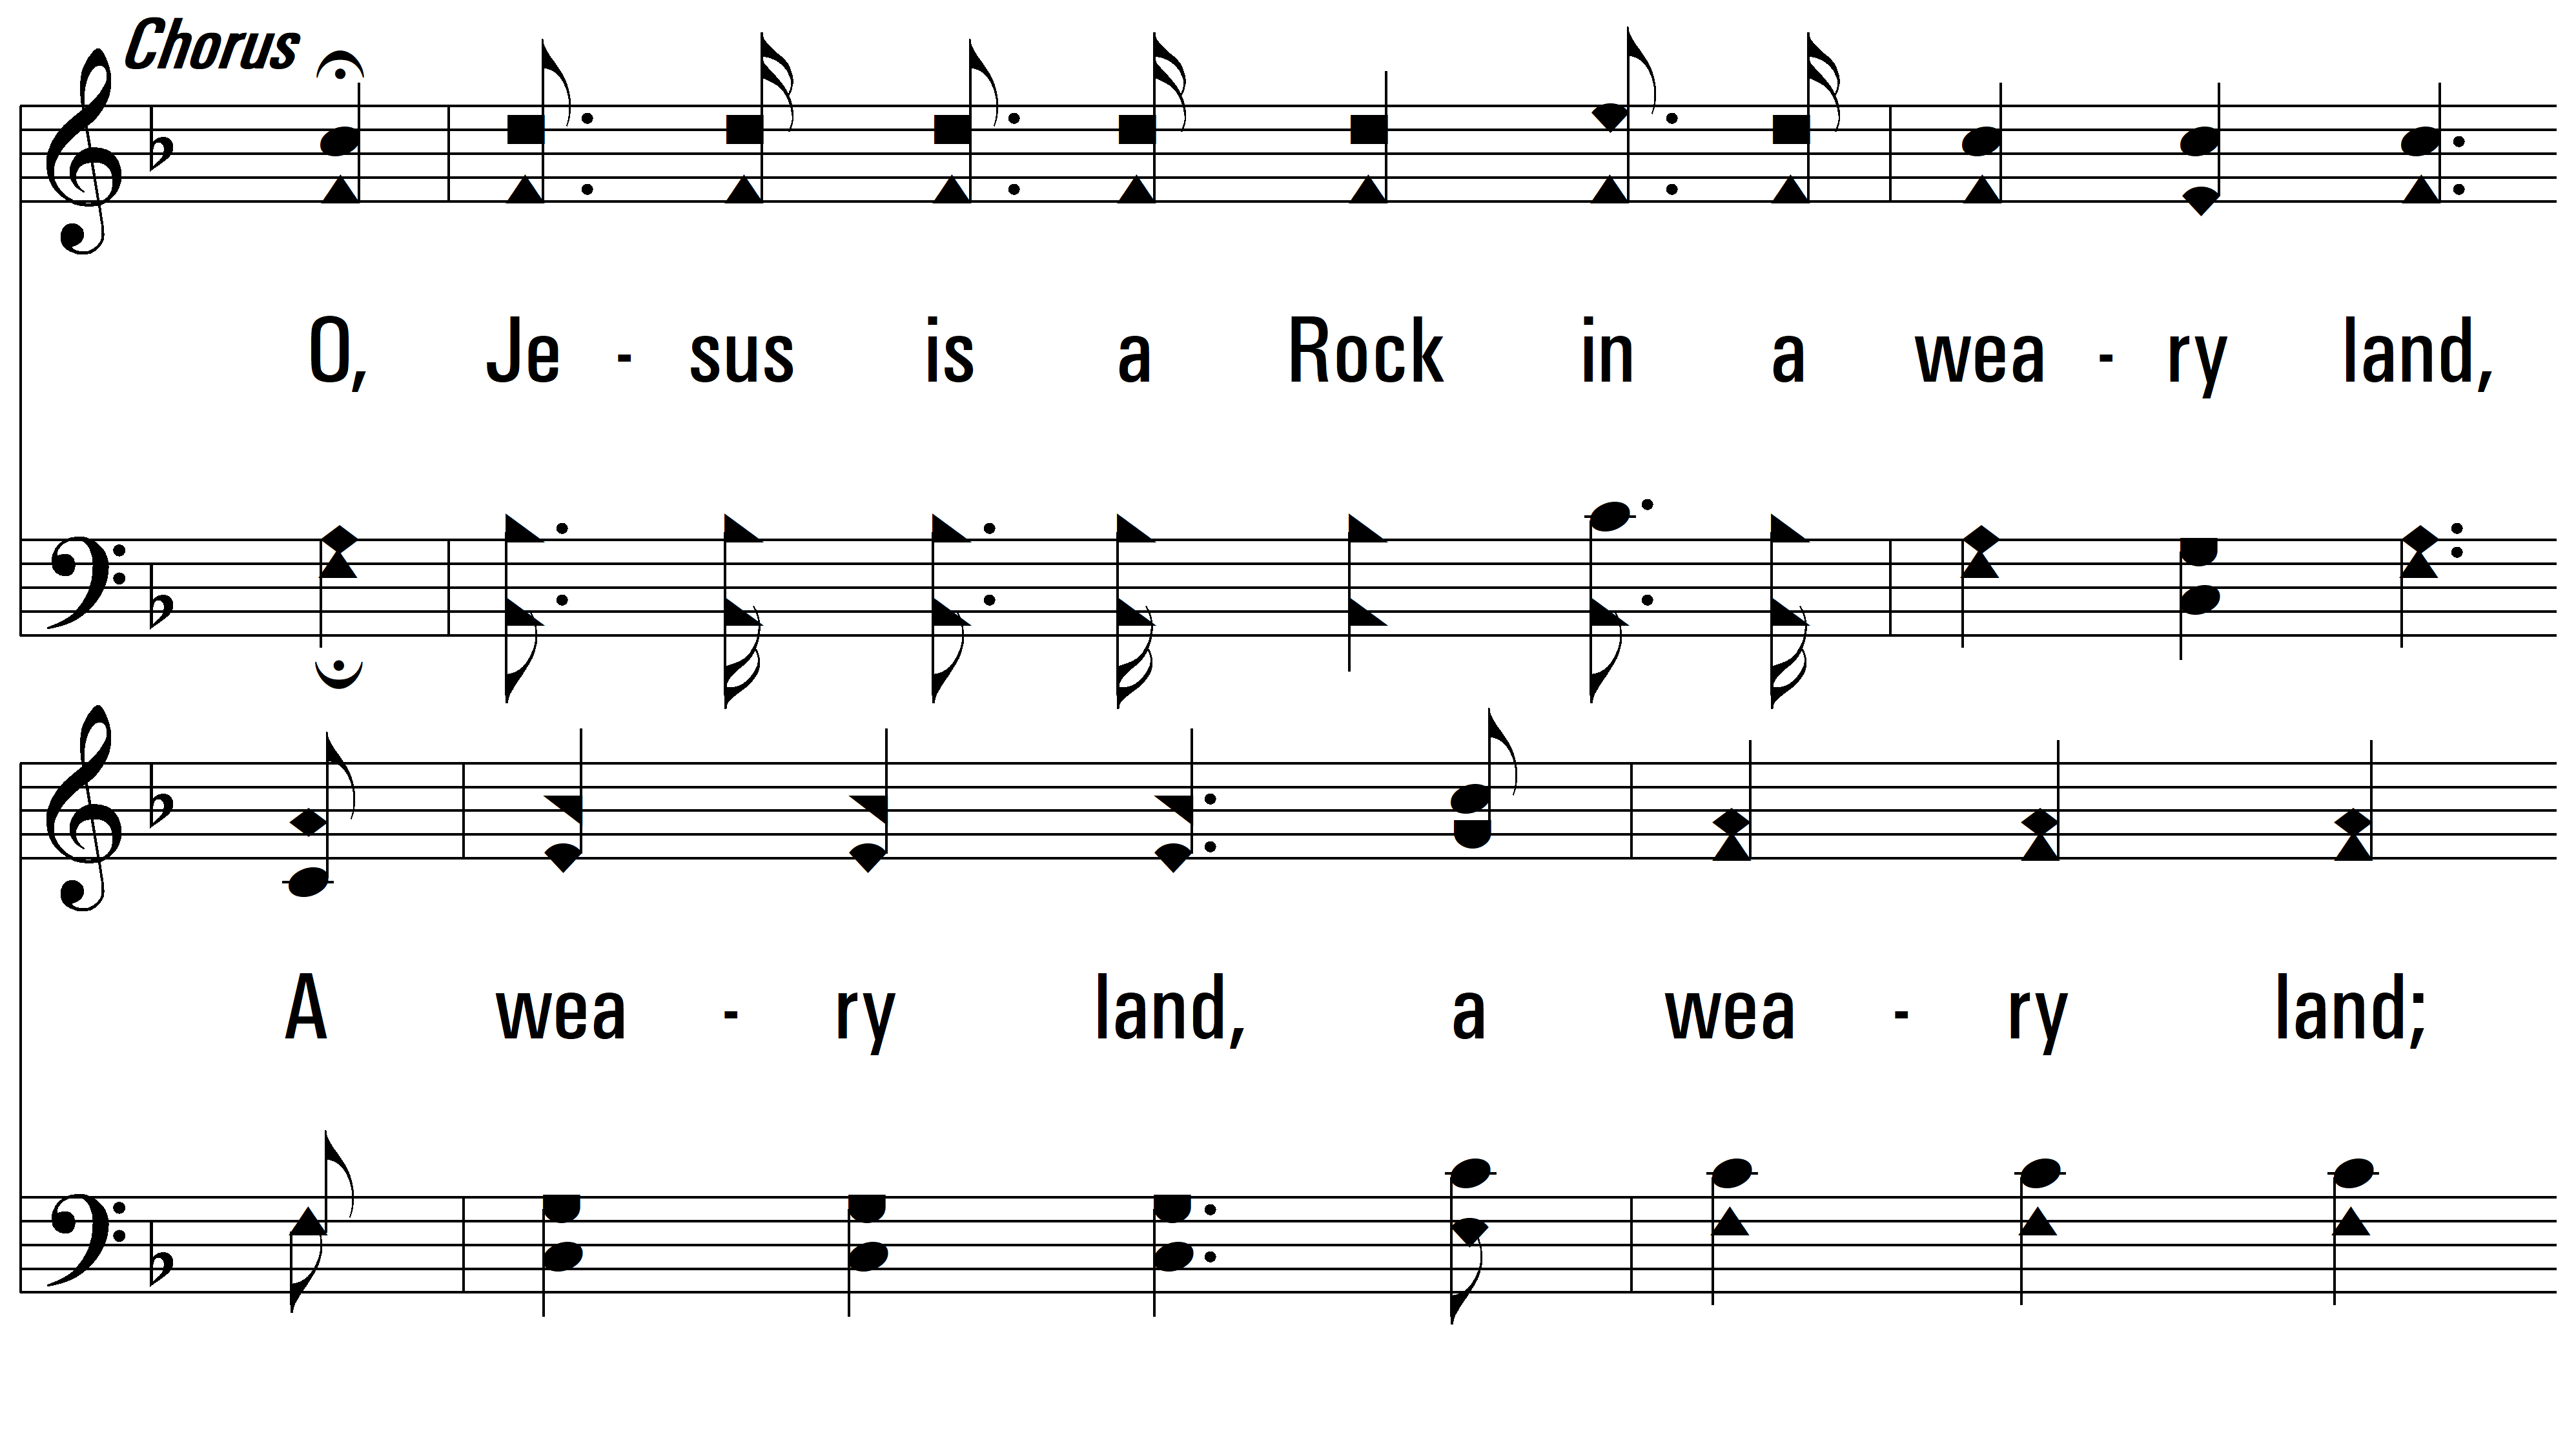 Chorus
O, Je - sus is a Rock in a wea - ry land,
A wea - ry land, a wea - ry land;